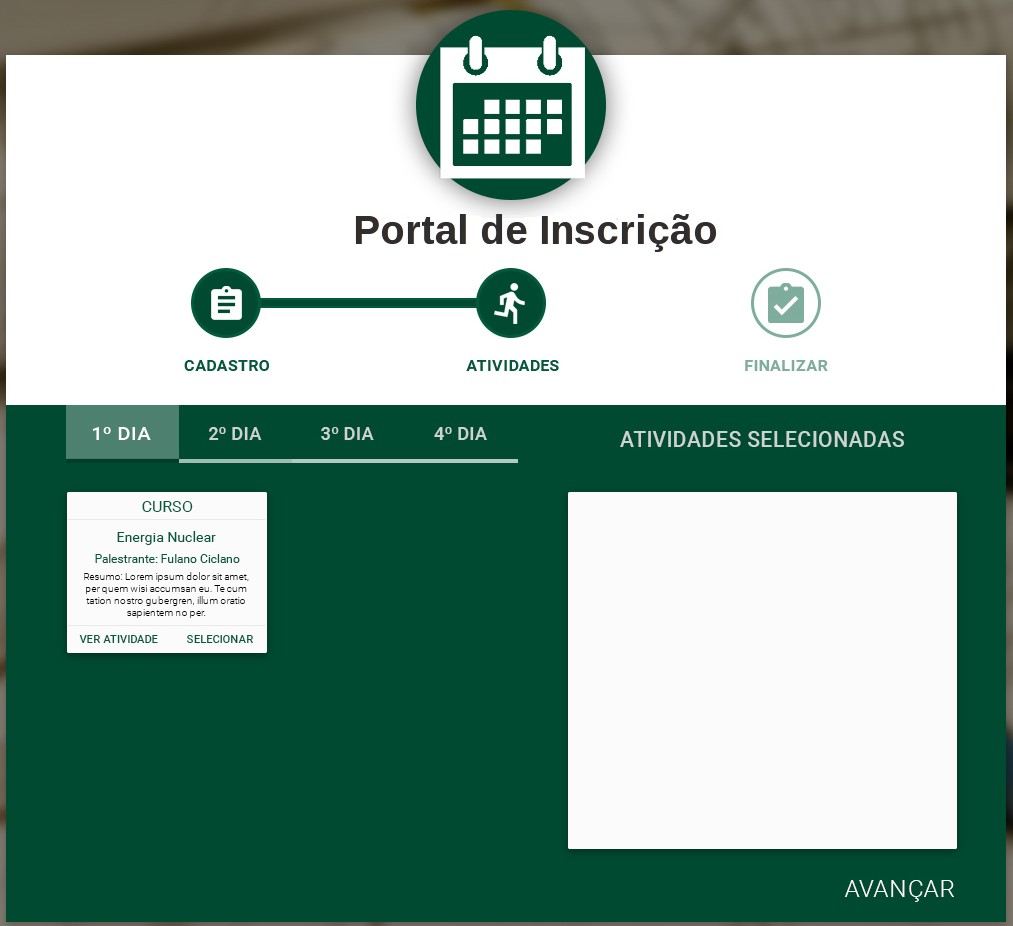 Portal de Inscrição
CADASTRO
ATIVIDADES
FINALIZAR
1º DIA
2º DIA
3º DIA
4º DIA
ATIVIDADES SELECIONADAS
CURSO
Energia Nuclear
Palestrante: Fulano Ciclano
Resumo: Lorem ipsum dolor sit amet,
per quem wisi accumsan eu. Te cum
tation nostro gubergren, illum oratio
sapientem no per.
VER ATIVIDADE
SELECIONAR
AVANÇAR